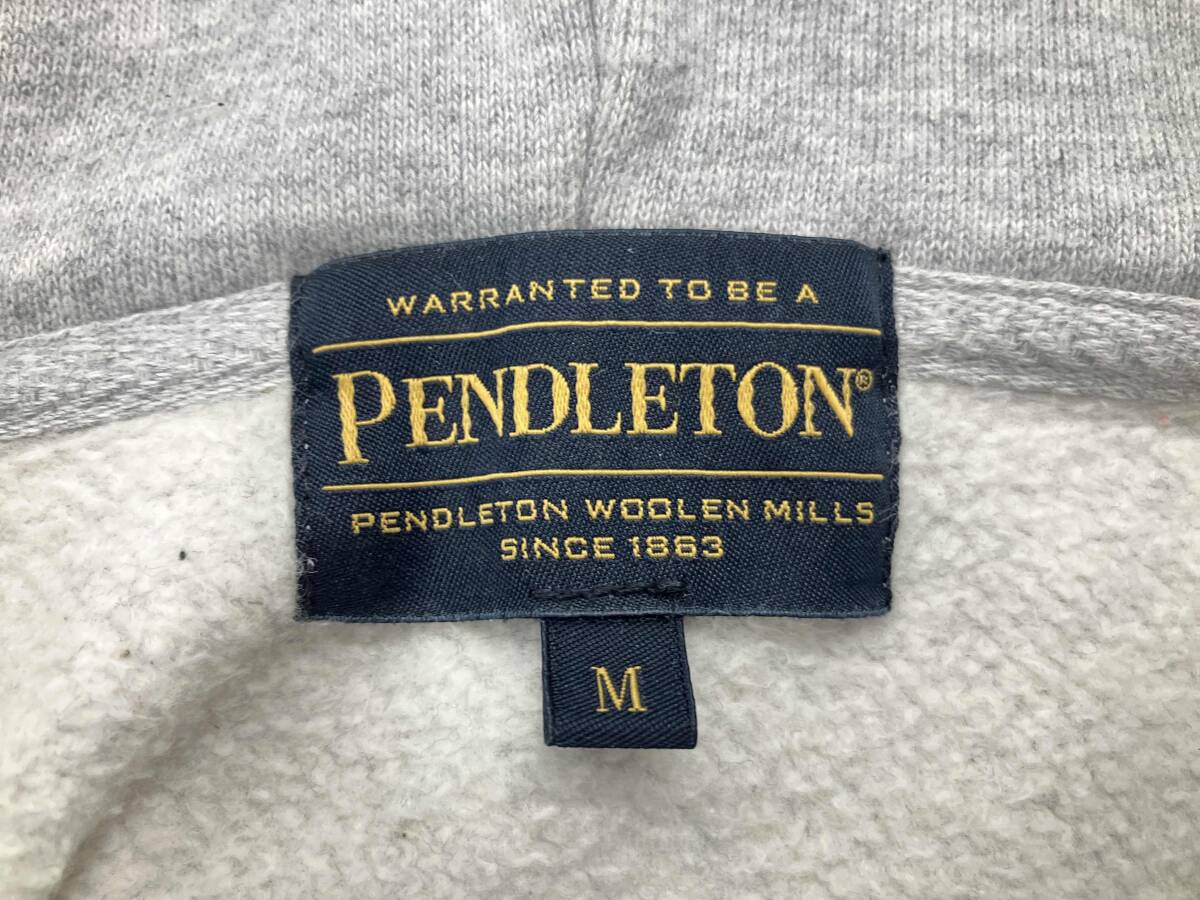 WARRANTED TO BE A
PENDLETON®
PENDLETON WOOLEN MILLS
SINCE 1863
M